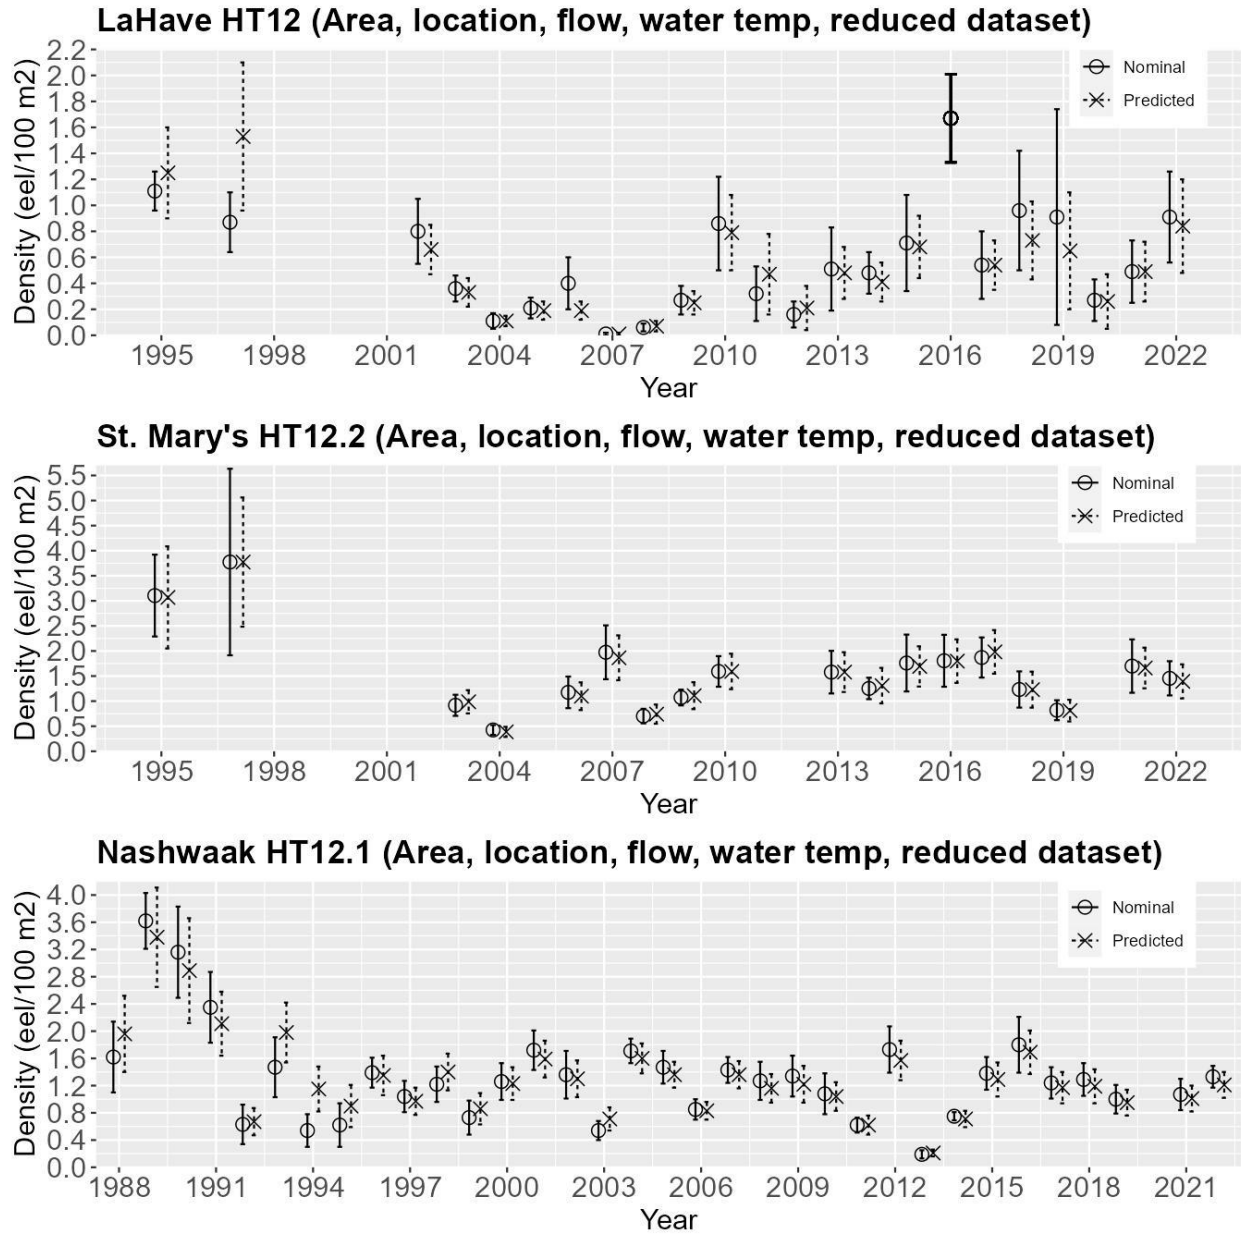 LaHave HT12 (Area, location, flow, water temp, reduced dataset)
Density (eel/100 m2)
2.2
2.0
1.8
1.6
1.4
1.2
1.0
0.8
0.6
0.4
0.2
0.0
Nominal
Predicted
1995 1998 2001 2004 2007 2010 2013 2016 2019 2022
Year
St. Mary's HT12.2 (Area, location, flow, water temp, reduced dataset)
Density (eel/100 m2)
5.5
5.0
4.5
4.0
3.5
3.0
2.5
2.0
1.5
1.0
0.5
0.0
Nominal
Predicted
1995 1998 2001 2004 2007 2010 2013 2016 2019 2022
Year
Nashwaak HT12.1 (Area, location, flow, water temp, reduced dataset)
Density (eel/100 m2)
4.0
3.6
3.2
2.8
2.4
2.0
1.6
1.2
0.8
0.4
0.0
Nominal
Predicted
1988 1991 1994 1997 2000 2003 2006 2009 2012 2015 2018 2021
Year